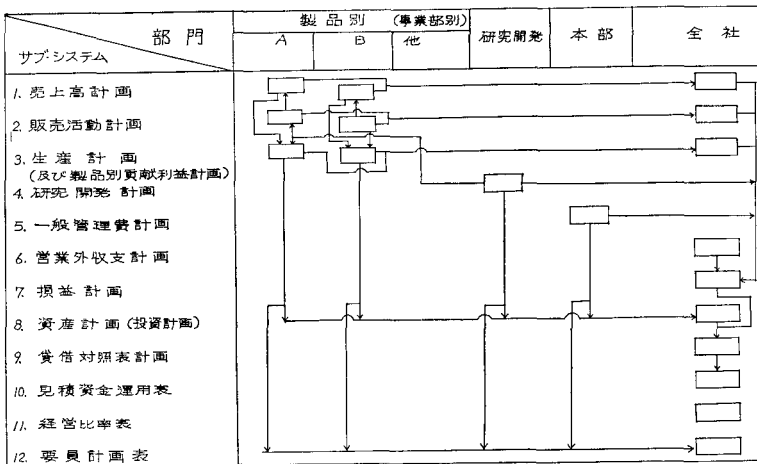 部門
サブ・システム
製品別 (事業部別)
A
B
他
研究開発
本部
全社
1. 売上高計画
2. 販売活動計画
3. 生産計画
(及び製品別貢献利益計画)
4. 研究開発計画
5. 一般管理費計画
6. 営業外収支計画
7. 損益計画
8. 資産計画(投資計画)
9. 貸借対照表計画
10. 見積資金運用表
11. 経営比率表
12. 要員計画表